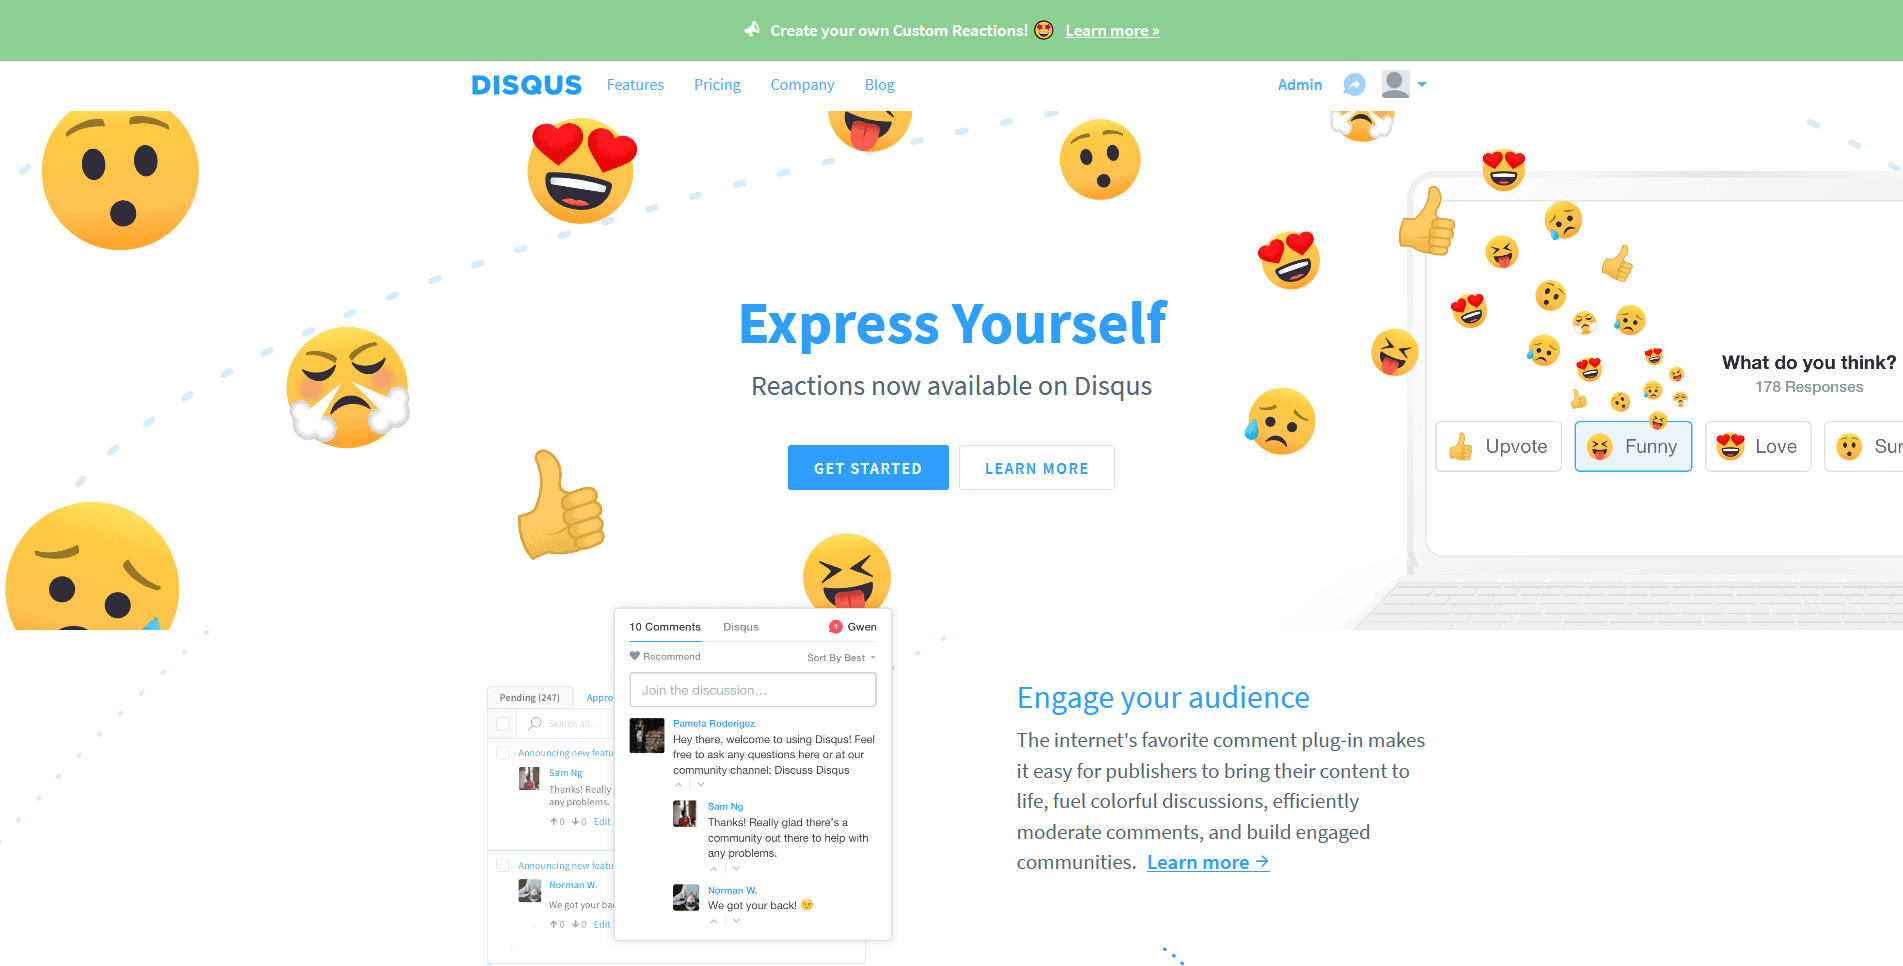 Create your own Custom Reactions! Learn more »
DISQUS Features Pricing Company Blog Admin
Express Yourself
Reactions now available on Disqus
GET STARTED LEARN MORE
What do you think?
178 Responses
Upvote Funny Love
10 Comments Disqus 1 Gwen
Recommend Sort By Best
Join the discussion...
Pamela Roderigez
Hey there, welcome to using Disqus! Feel
free to ask any questions here or at our
community channel: Discuss Disqus
Sam Ng
Thanks! Really glad there's a
community out there to help with
any problems.
Norman W.
We got your back!
Pending (247)
Search all...
Announcing new
Sam Ng
Thanks! Really
any problems.
0 0 Edit
Announcing new
Norman W.
We got your
0 0 Edit
Engage your audience
The internet's favorite comment plug-in makes
it easy for publishers to bring their content to
life, fuel colorful discussions, efficiently
moderate comments, and build engaged
communities. Learn more →